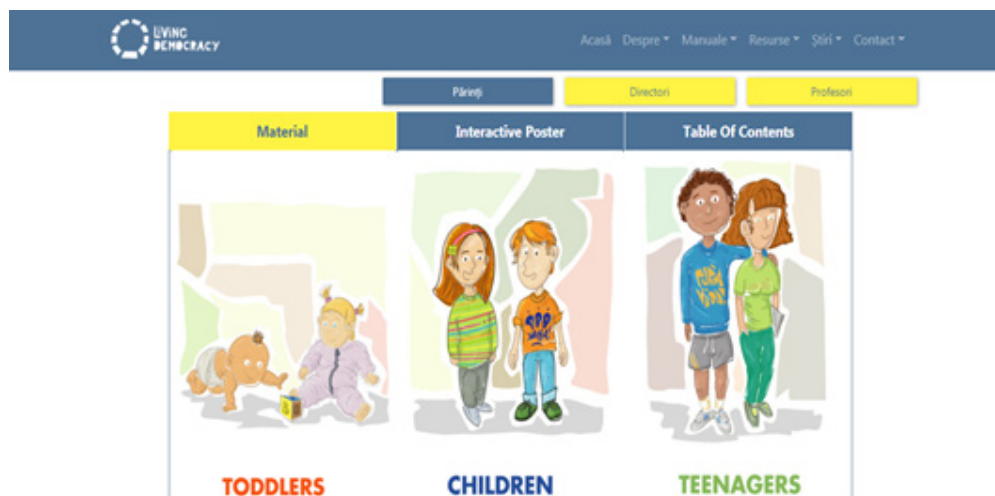 LiViNG
DEMOCRACY
Acasă Despre Manuale Resurse Știri Contact
Părinți Directori Profesori
Material Interactive Poster Table Of Contents
TODDLERS CHILDREN TEENAGERS